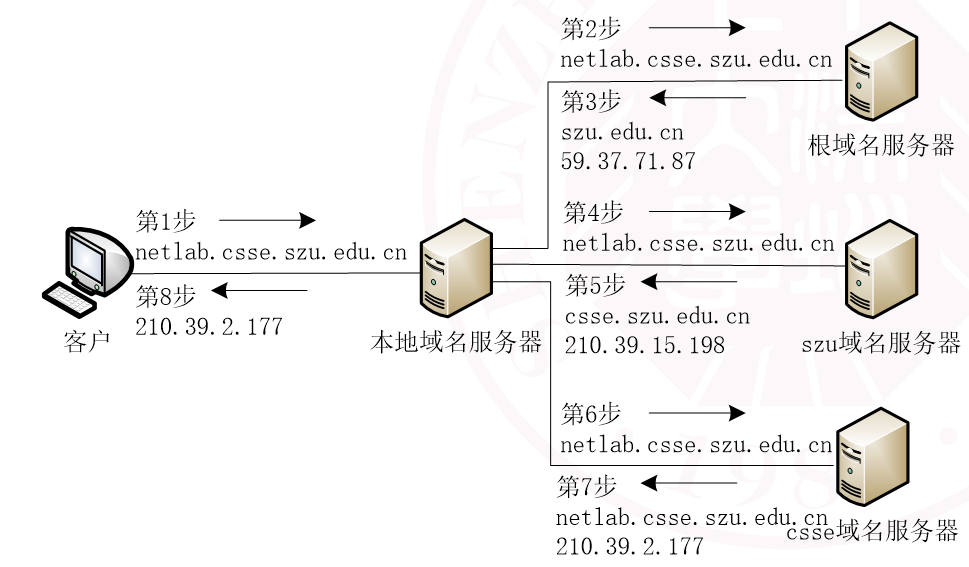 第2步
netlab.csse.szu.edu.cn
第3步
szu.edu.cn
59.37.71.87
根域名服务器
第1步
netlab.csse.szu.edu.cn
第8步
210.39.2.177
客户
本地域名服务器
第4步
netlab.csse.szu.edu.cn
第5步
csse.szu.edu.cn
210.39.15.198
szu域名服务器
第6步
netlab.csse.szu.edu.cn
第7步
netlab.csse.szu.edu.cn
210.39.2.177
csse域名服务器